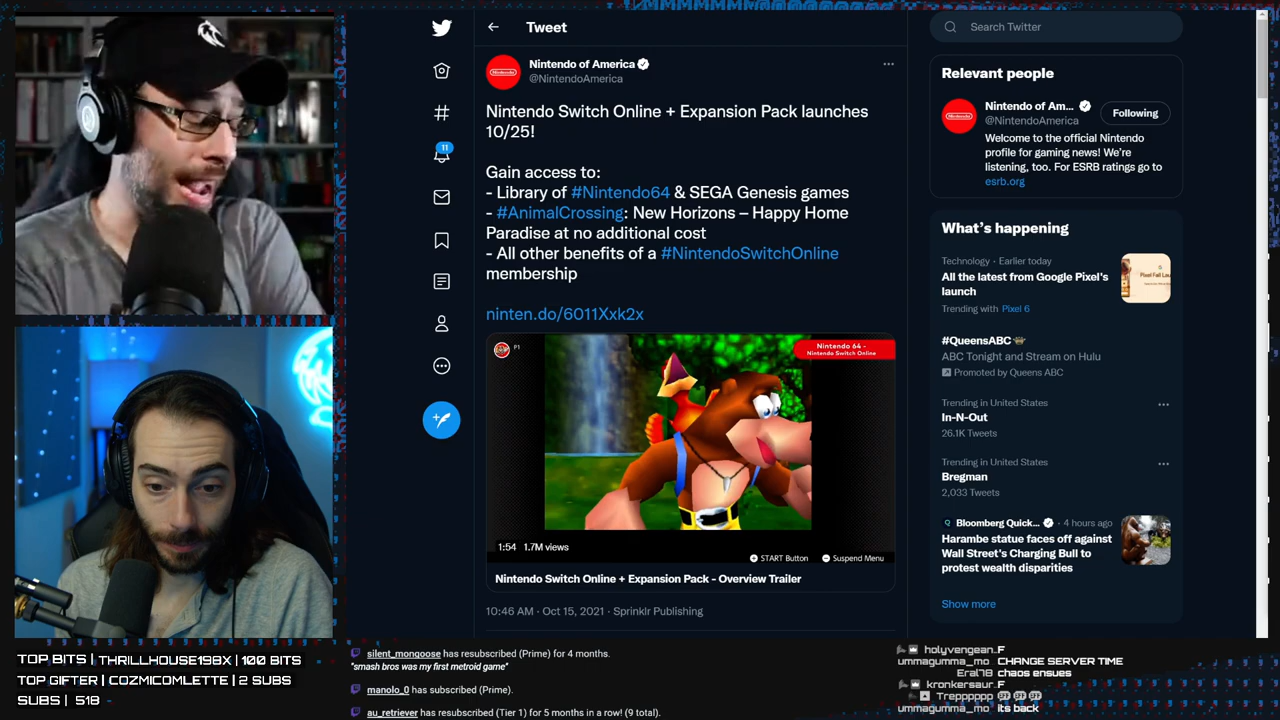 Tweet
Nintendo of America
@NintendoAmerica
Nintendo Switch Online + Expansion Pack launches
10/25!
Gain access to:
- Library of #Nintendo64 & SEGA Genesis games
- #AnimalCrossing: New Horizons – Happy Home
Paradise at no additional cost
- All other benefits of a #NintendoSwitchOnline
membership
ninten.do/6011Xxk2x
P1
Nintendo 64 -
Nintendo Switch Online
1:54 1.7M views
START Button Suspend Menu
Nintendo Switch Online + Expansion Pack - Overview Trailer
10:46 AM · Oct 15, 2021 · Sprinklr Publishing
11
Search Twitter
Relevant people
Nintendo of Am...
@NintendoAmerica
Following
Welcome to the official Nintendo
profile for gaming news! We're
listening, too. For ESRB ratings go to
esrb.org
What's happening
Technology · Earlier today
All the latest from Google Pixel's
launch
Trending with Pixel 6
#QueensABC
ABC Tonight and Stream on Hulu
Promoted by Queens ABC
Trending in United States
In-N-Out
26.1K Tweets
Trending in United States
Bregman
2,033 Tweets
Bloomberg Quick... · 4 hours ago
Harambe statue faces off against
Wall Street's Charging Bull to
protest wealth disparities
Show more
TOP BITS | THRILLHOUSE198X | 100 BITS
TOP GIFTER | COZMICOMLETTE | 2 SUBS
SUBS | 518
silent_mongoose has resubscribed (Prime) for 4 months.
"smash bros was my first metroid game"
manolo_0 has subscribed (Prime).
au_retriever has resubscribed (Tier 1) for 5 months in a row! (9 total).
holyvengean_F
ummagumma_mo CHANGE SERVER TIME
Eral78 chaos ensues
kronkersaur_F
Trepppppp
ummagumma_mo its back